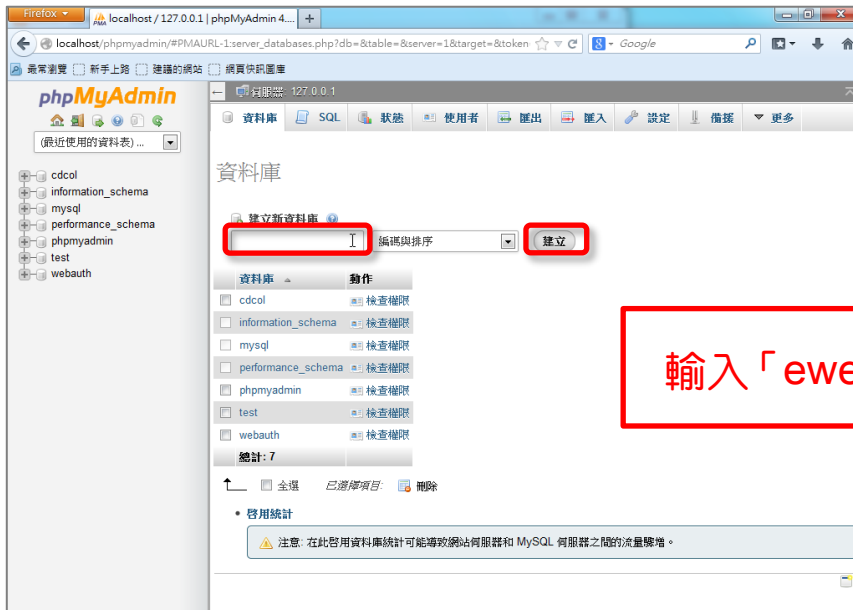 Firefox
localhost / 127.0.0.1 | phpMyAdmin 4....
localhost/phpmyadmin/#PMAURL-1:server_databases.php?db=&table=&server=1&target=&token
Google
最常瀏覽 新手上路 建議的網站 網頁快訊圖庫
phpMyAdmin
(最近使用的資料表) ...
cdcol
information_schema
mysql
performance_schema
phpmyadmin
test
webauth
伺服器: 127.0.0.1
資料庫 SQL 狀態 使用者 匯出 匯入 設定 備援 更多
資料庫
建立新資料庫
編碼與排序 建立
資料庫 動作
cdcol 檢查權限
information_schema 檢查權限
mysql 檢查權限
performance_schema 檢查權限
phpmyadmin 檢查權限
test 檢查權限
webauth 檢查權限
總計: 7
全選 已選擇項目: 刪除
啓用統計
注意: 在此啓用資料庫統計可能導致網站伺服器和 MySQL 伺服器之間的流量驟增。
輸入「ewe